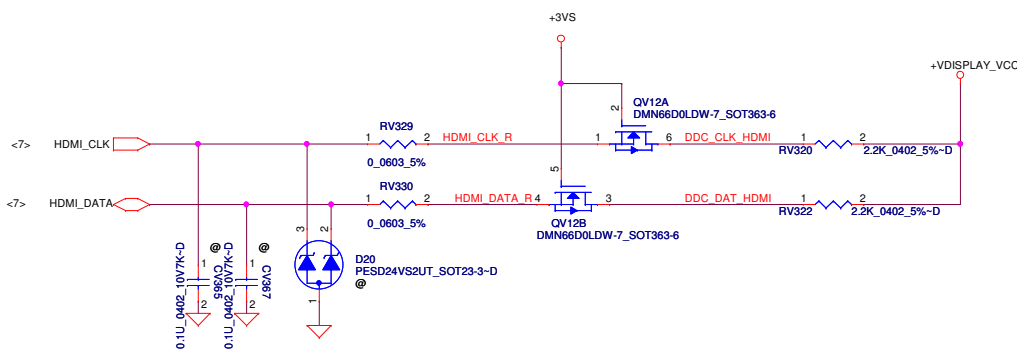 +3VS
+VDISPLAY_VCC
QV12A
DMN66D0LDW-7_SOT363-6
2
<7> HDMI_CLK
1 RV329 2
0_0603_5%
HDMI_CLK_R
1
6
DDC_CLK_HDMI
RV320
1
2
2.2K_0402_5%~D
5
<7> HDMI_DATA
1 RV330 2
0_0603_5%
HDMI_DATA_R
4
3
DDC_DAT_HDMI
RV322
1
2
2.2K_0402_5%~D
QV12B
DMN66D0LDW-7_SOT363-6
3
2
D20
PESD24VS2UT_SOT23-3~D
@
1
@
1
CV365
2
0.1U_0402_10V7K~D
@
1
CV367
2
0.1U_0402_10V7K~D